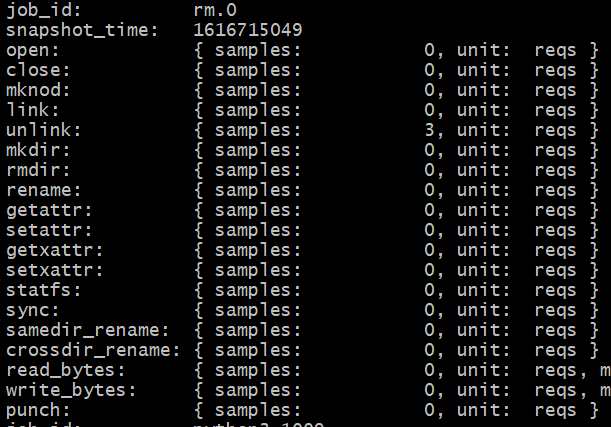 job_id:          rm.0
snapshot_time:   1616715049
open:            { samples:           0, unit:  reqs }
close:           { samples:           0, unit:  reqs }
mknod:           { samples:           0, unit:  reqs }
link:            { samples:           0, unit:  reqs }
unlink:          { samples:           3, unit:  reqs }
mkdir:           { samples:           0, unit:  reqs }
rmdir:           { samples:           0, unit:  reqs }
rename:          { samples:           0, unit:  reqs }
getattr:         { samples:           0, unit:  reqs }
setattr:         { samples:           0, unit:  reqs }
getxattr:        { samples:           0, unit:  reqs }
setxattr:        { samples:           0, unit:  reqs }
statfs:          { samples:           0, unit:  reqs }
sync:            { samples:           0, unit:  reqs }
samedir_rename:  { samples:           0, unit:  reqs }
crossdir_rename: { samples:           0, unit:  reqs }
read_bytes:      { samples:           0, unit:  reqs, m
write_bytes:     { samples:           0, unit:  reqs, m
punch:           { samples:           0, unit:  reqs }
job_id: